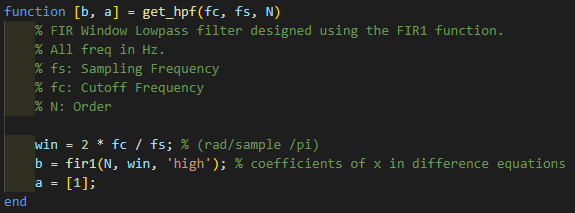 function [b, a] = get_hpf(fc, fs, N)
% FIR Window Lowpass filter designed using the FIR1 function.
% All freq in Hz.
% fs: Sampling Frequency
% fc: Cutoff Frequency
% N: Order
win = 2 * fc / fs; % (rad/sample /pi)
b = fir1(N, win, 'high'); % coefficients of x in difference equations
a = [1];
end